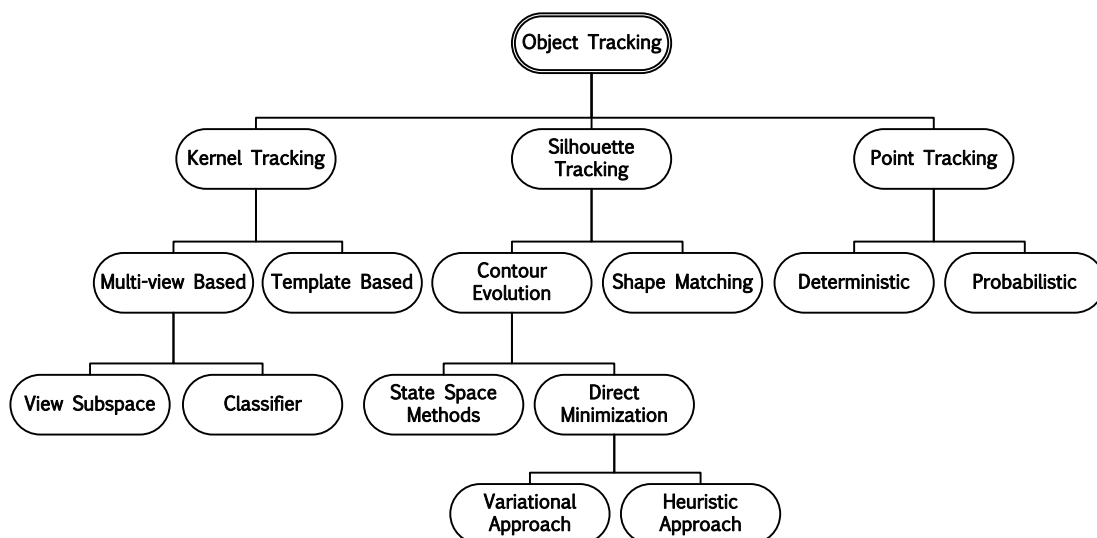 Object Tracking
Kernel Tracking
Silhouette
Tracking
Point Tracking
Multi-view Based
Template Based
Contour
Evolution
Shape Matching
Deterministic
Probabilistic
View Subspace
Classifier
State Space
Methods
Direct
Minimization
Variational
Approach
Heuristic
Approach